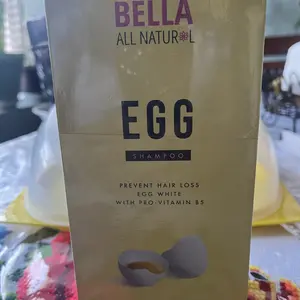 BELLA
ALL NATURAL
EGG
SHAMPOO
PREVENT HAIR LOSS
EGG WHITE
WITH PRO-VITAMIN B5